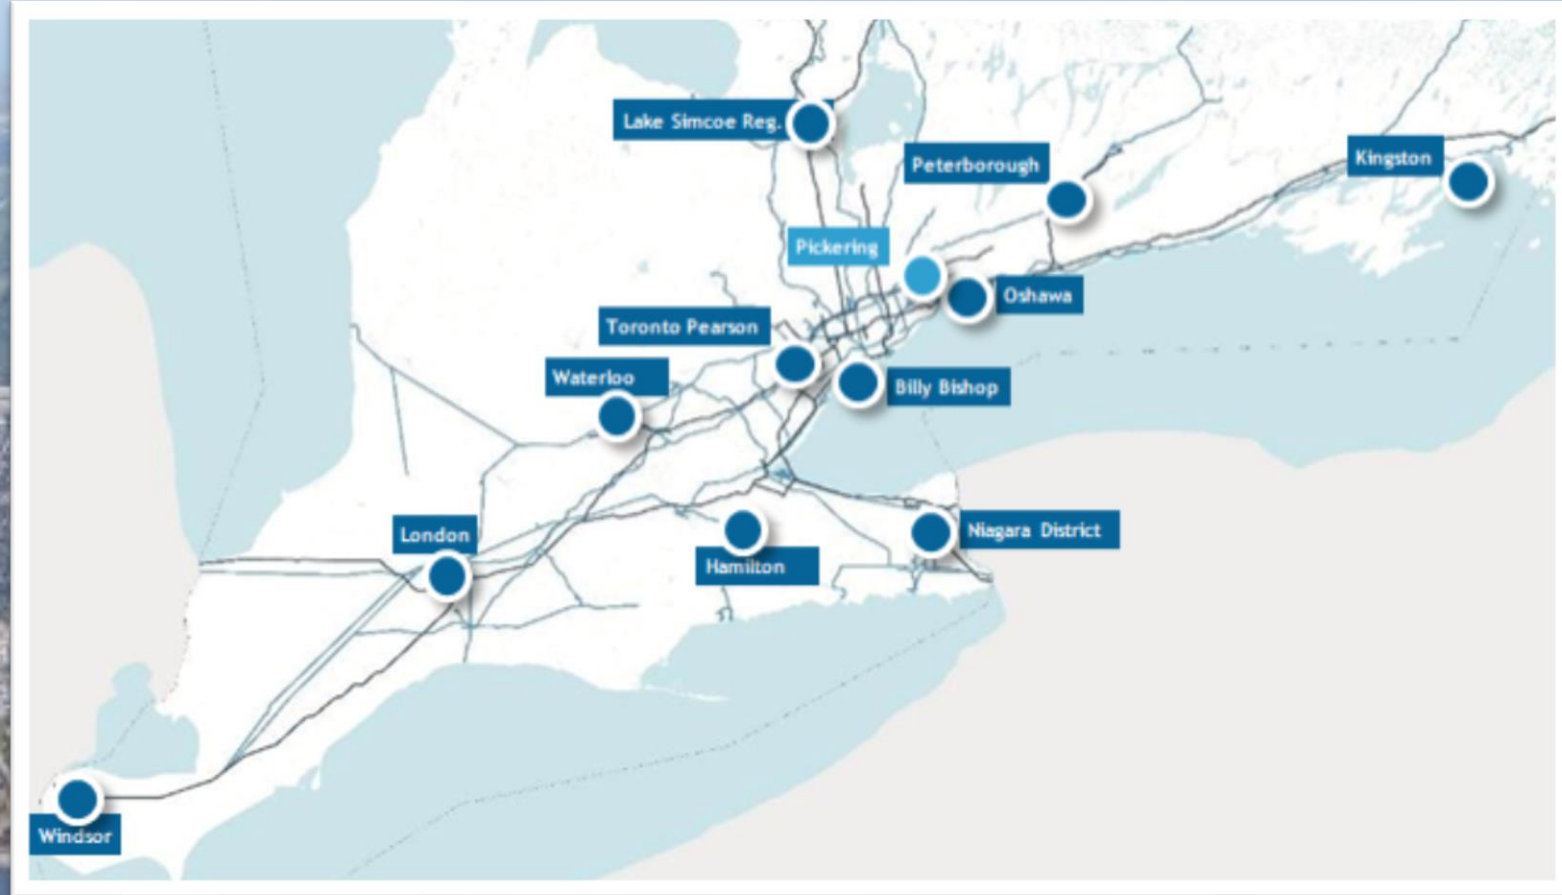 Lake Simcoe Reg.
Kingston
Peterborough
Pickering
Oshawa
Toronto Pearson
Waterloo
Billy Bishop
London
Niagara District
Hamilton
Windsor